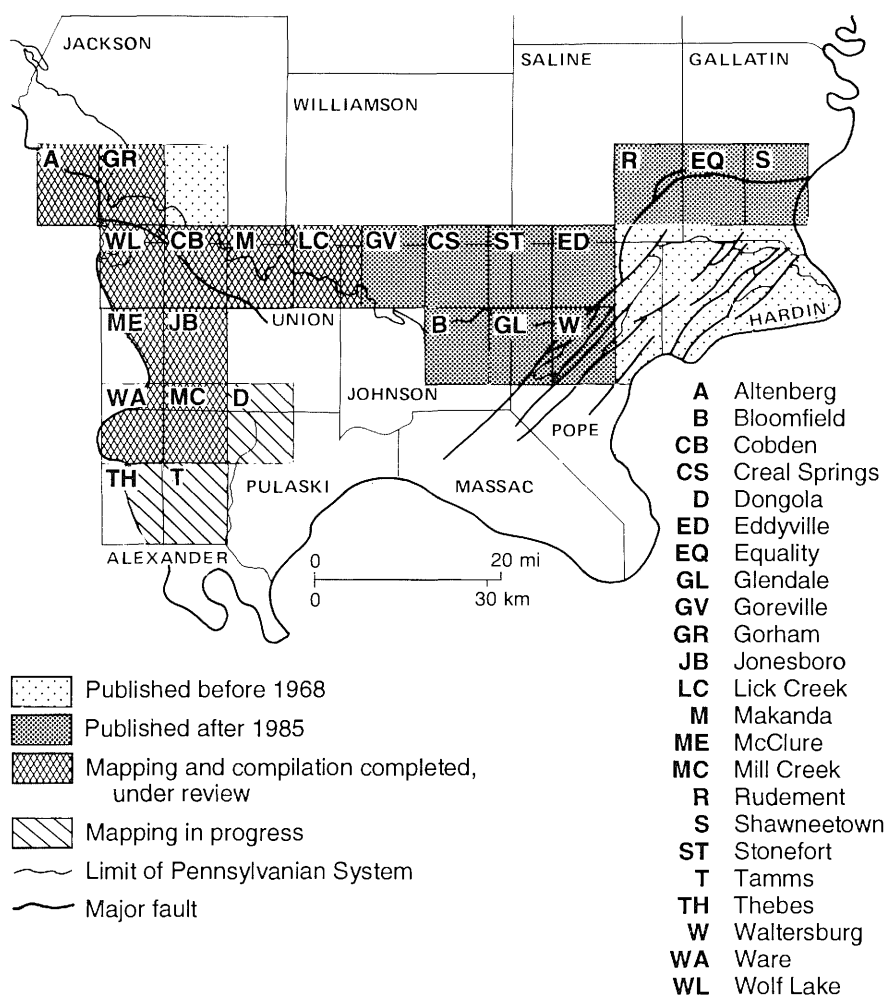 JACKSON
SALINE
GALLATIN
WILLIAMSON
A
GR
R
EQ
S
WL
CB
M
LC
GV
CS
ST
ED
ME
JB
UNION
B
GL
W
HARDIN
WA
MC
D
JOHNSON
POPE
TH
T
PULASKI
MASSAC
ALEXANDER
0 20 mi
0 30 km
A Altenberg
B Bloomfield
CB Cobden
CS Creal Springs
D Dongola
ED Eddyville
EQ Equality
GL Glendale
GV Goreville
GR Gorham
JB Jonesboro
LC Lick Creek
M Makanda
ME McClure
MC Mill Creek
R Rudement
S Shawneetown
ST Stonefort
T Tamms
TH Thebes
W Waltersburg
WA Ware
WL Wolf Lake
Published before 1968
Published after 1985
Mapping and compilation completed,
under review
Mapping in progress
Limit of Pennsylvanian System
Major fault